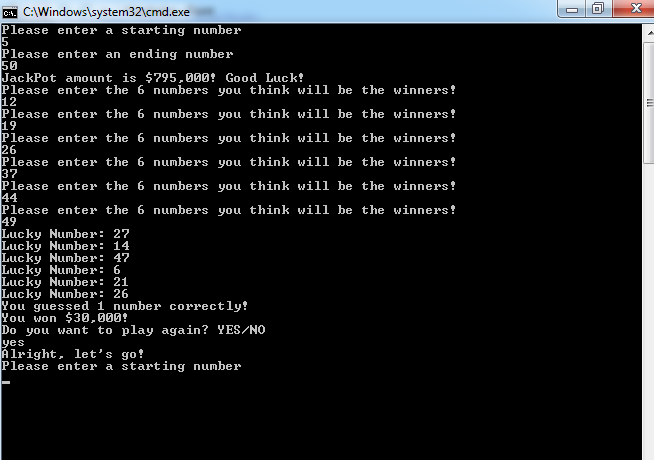 C:\Windows\system32\cmd.exe
Please enter a starting number
5
Please enter an ending number
50
JackPot amount is $795,000! Good Luck!
Please enter the 6 numbers you think will be the winners!
12
Please enter the 6 numbers you think will be the winners!
19
Please enter the 6 numbers you think will be the winners!
26
Please enter the 6 numbers you think will be the winners!
37
Please enter the 6 numbers you think will be the winners!
44
Please enter the 6 numbers you think will be the winners!
49
Lucky Number: 27
Lucky Number: 14
Lucky Number: 47
Lucky Number: 6
Lucky Number: 21
Lucky Number: 26
You guessed 1 number correctly!
You won $30,000!
Do you want to play again? YES/NO
yes
Alright, let's go!
Please enter a starting number